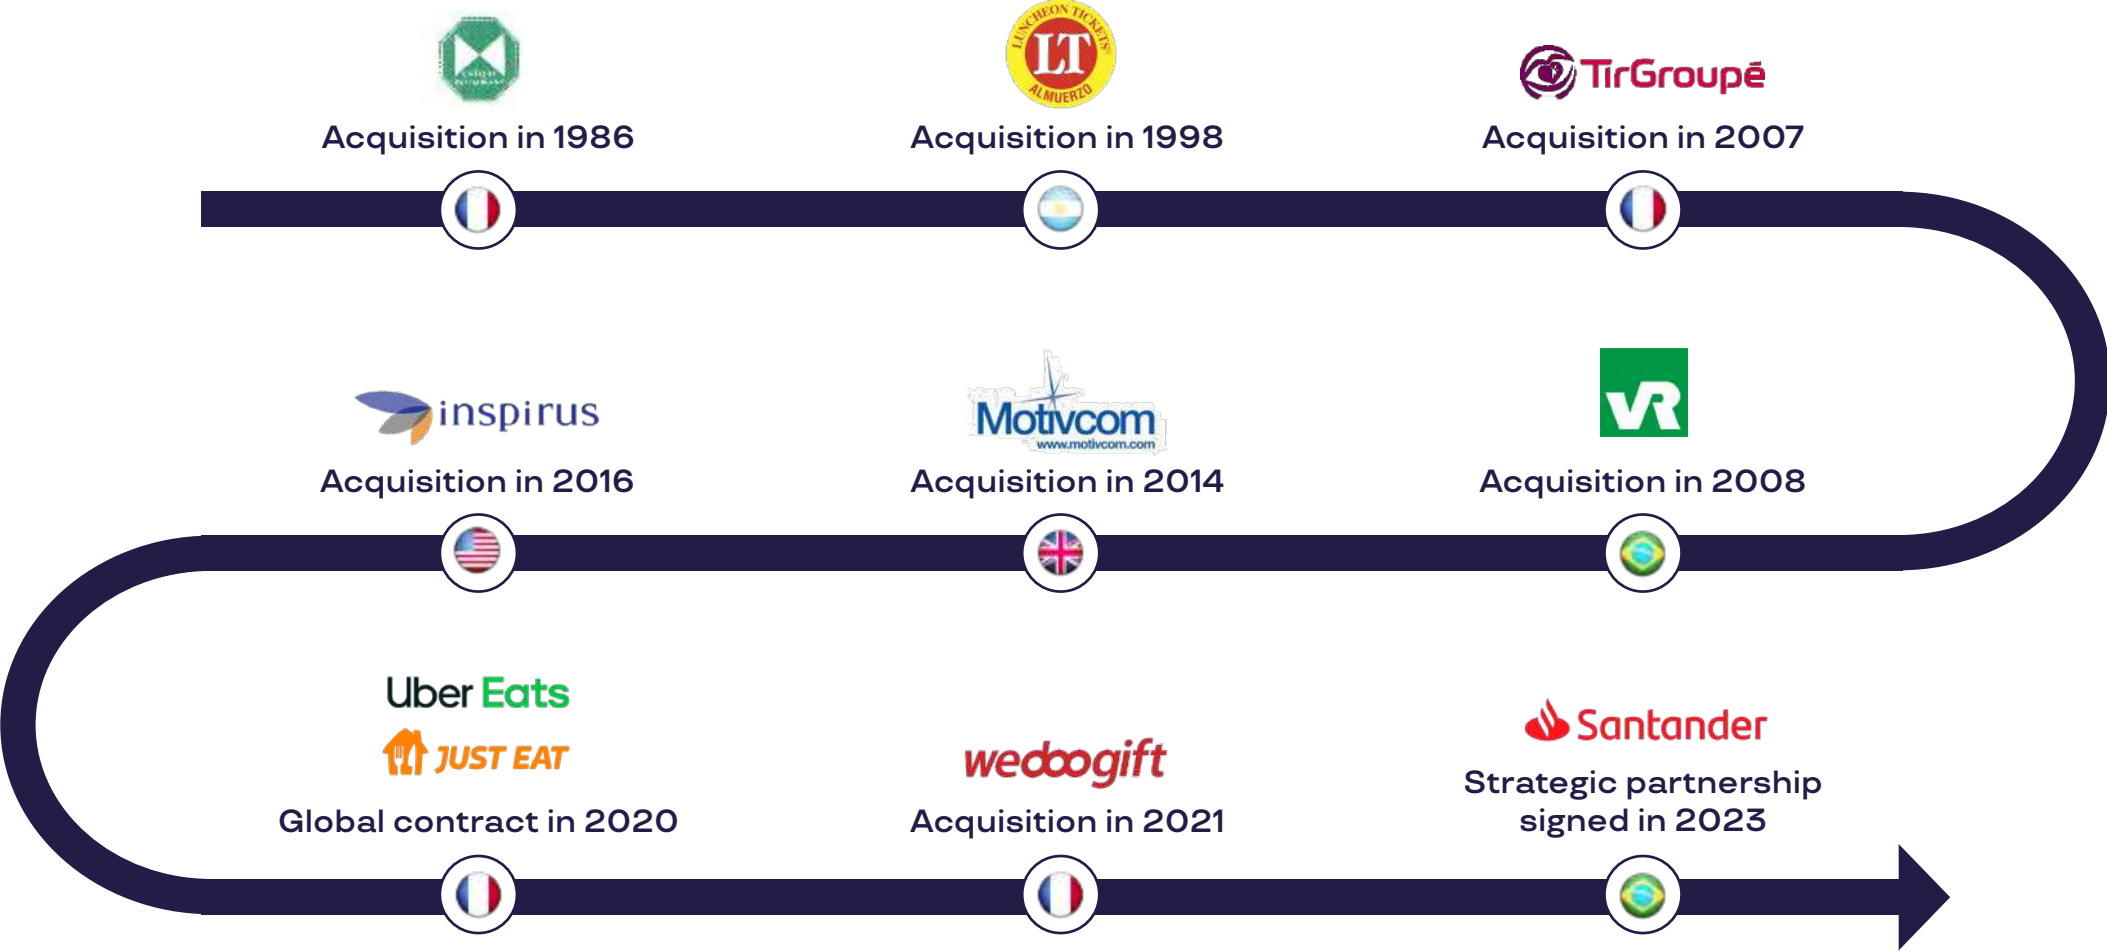 LUNCHEON TICKETS
LT
ALMUERZO
TirGroupé
Acquisition in 1986
Acquisition in 1998
Acquisition in 2007
inspirus
Motivcom
www.motivcom.com
VR
Acquisition in 2016
Acquisition in 2014
Acquisition in 2008
Uber Eats
JUST EAT
Global contract in 2020
wedoogift
Acquisition in 2021
Santander
Strategic partnership
signed in 2023